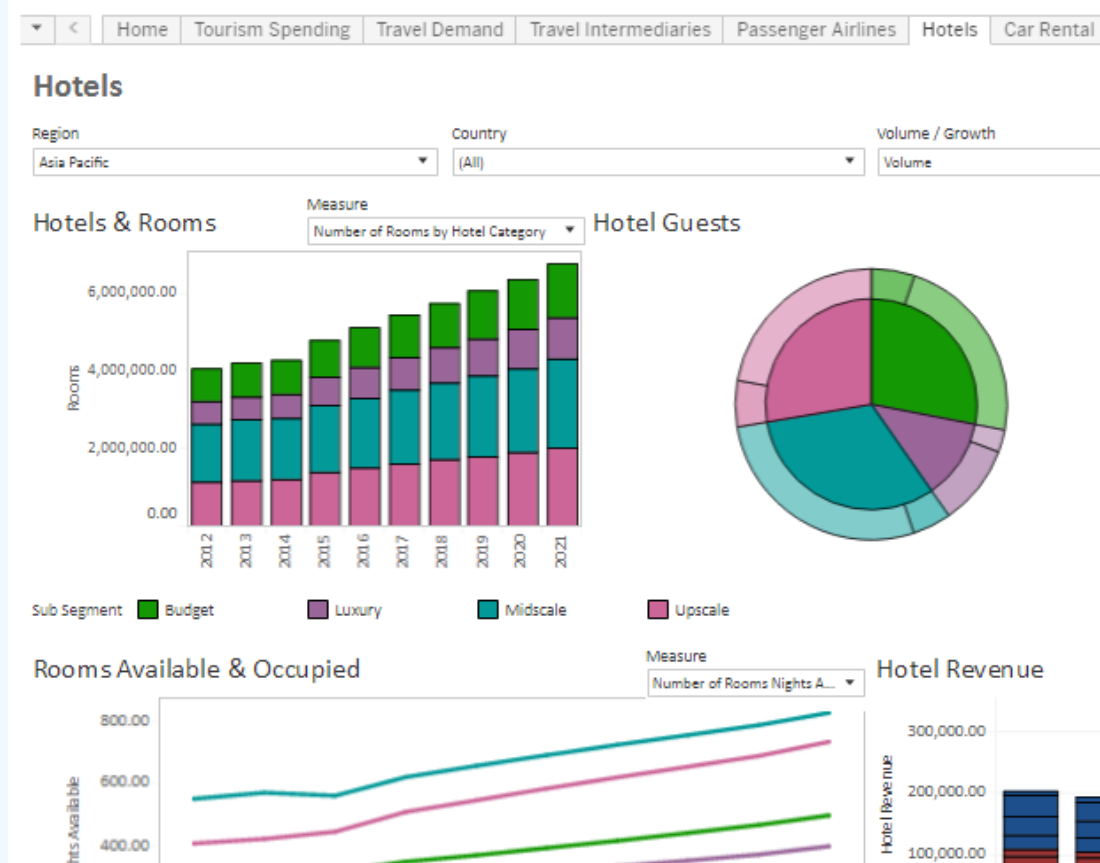 Home Tourism Spending Travel Demand Travel Intermediaries Passenger Airlines Hotels Car Rental
Hotels
Region Country Volume / Growth
Asia Pacific (All) Volume
Hotels & Rooms
Measure
Number of Rooms by Hotel Category
Hotel Guests
6,000,000.00
4,000,000.00
2,000,000.00
0.00
Rooms
2012 2013 2014 2015 2016 2017 2018 2019 2020 2021
Sub Segment Budget Luxury Midscale Upscale
Rooms Available & Occupied
Measure
Number of Rooms Nights A...
Hotel Revenue
800.00
600.00
400.00
hts Available
300,000.00
200,000.00
100,000.00
Hotel Revenue